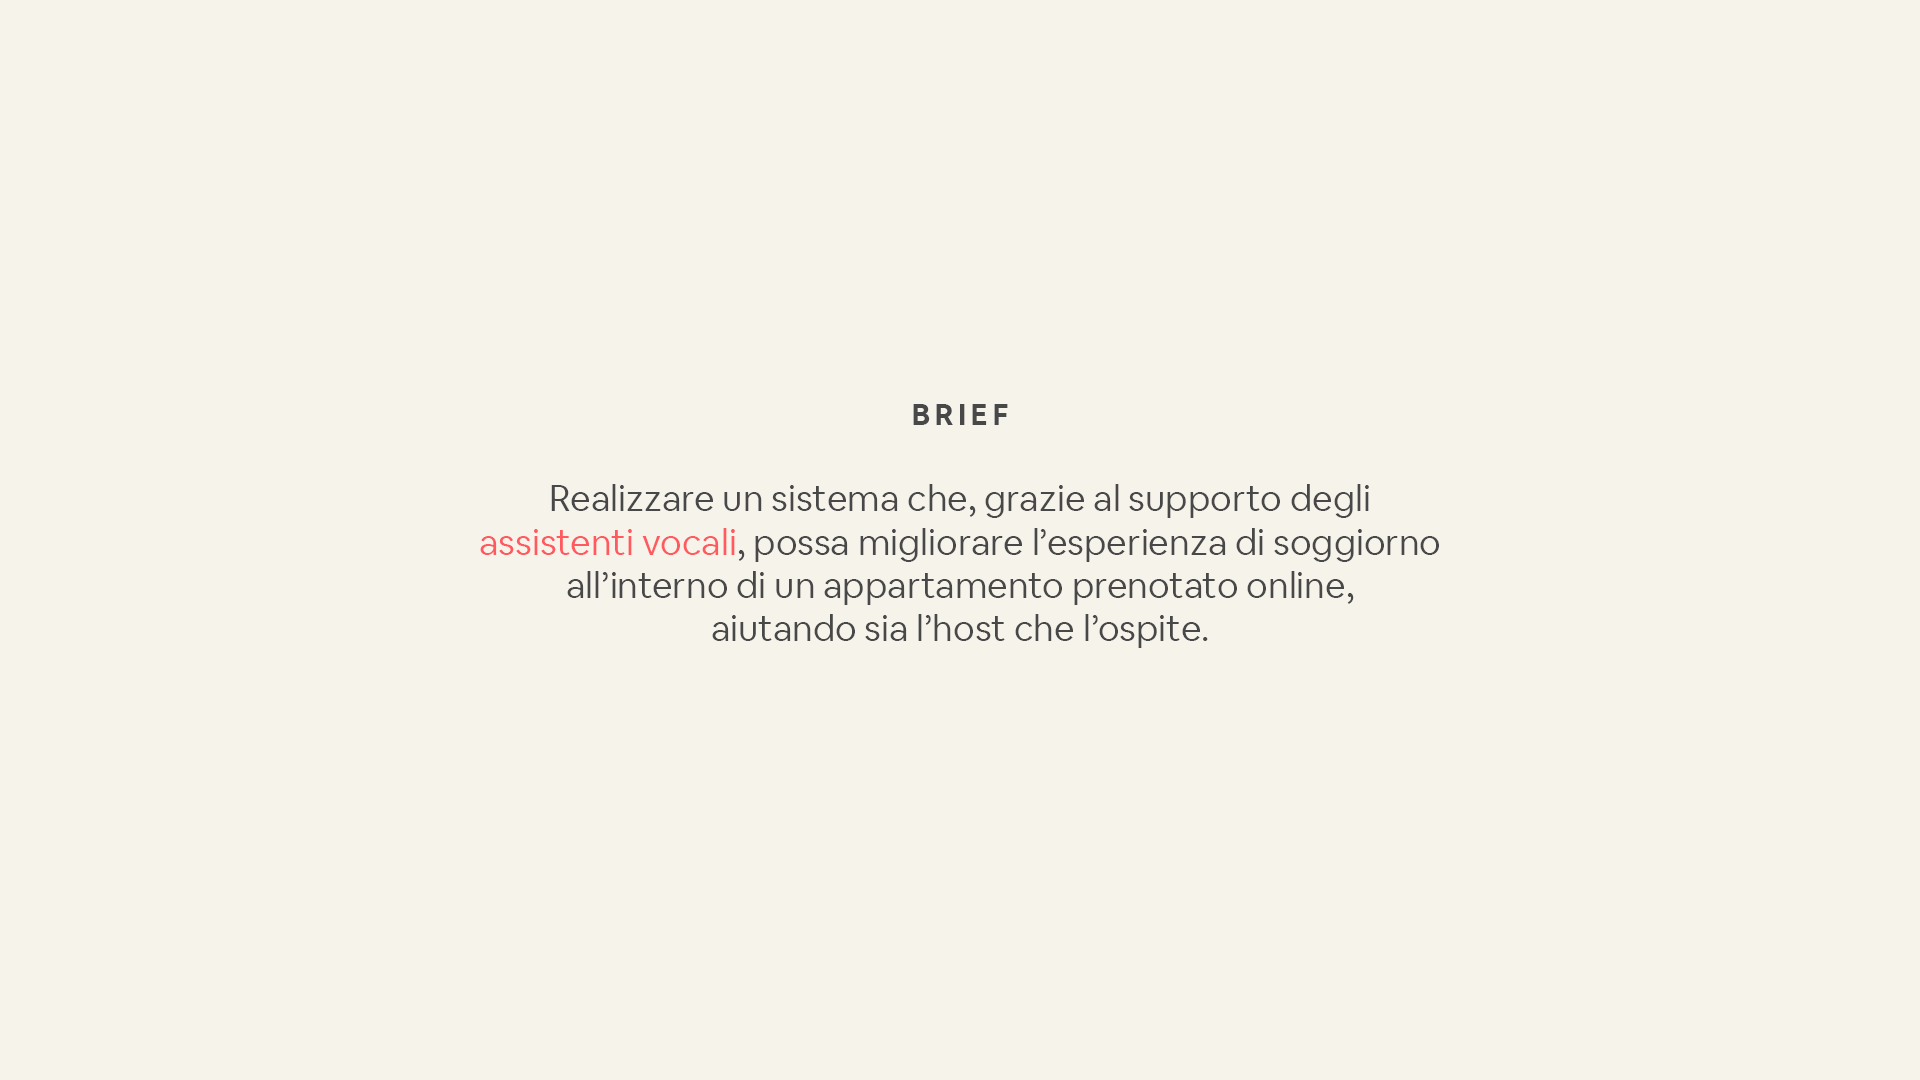 BRIEF
Realizzare un sistema che, grazie al supporto degli
assistenti vocali, possa migliorare l’esperienza di soggiorno
all’interno di un appartamento prenotato online,
aiutando sia l’host che l’ospite.